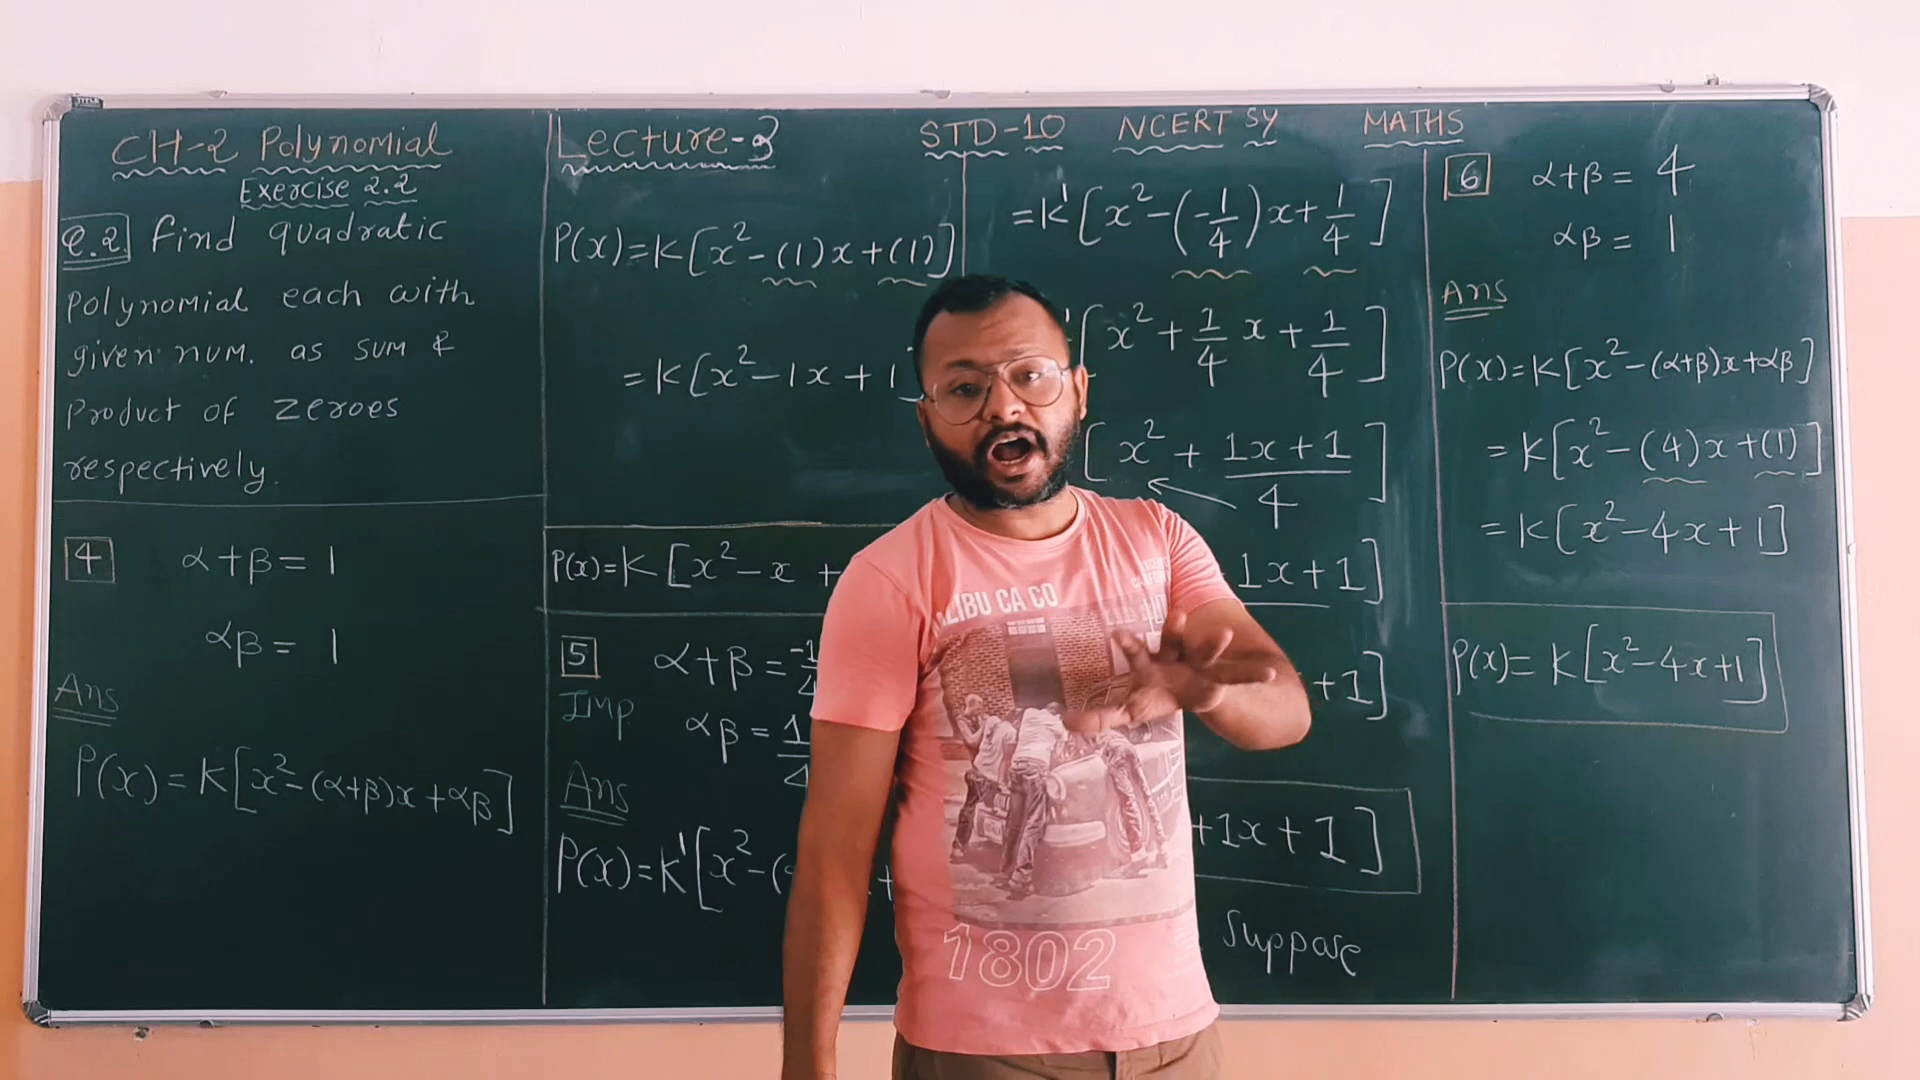 CH-2 Polynomial
Exercise 2.2
Q.2. find quadratic
polynomial each with
given num. as sum &
product of zeroes
respectively.
4 α+β = 1
αβ = 1
Ans
P(x) = K[x²-(α+β)x+αβ]
Lecture-3
P(x)=K[x²-(1)x+(1)]
=K[x²-1x+1
P(x)=K[x²-x+
5 α+β = -1/4
Imp αβ = 1/4
Ans
P(x)=K'[x²-(
STD-10 NCERT SY MATHS
=K'[x²-(-1/4)x+1/4]
[x²+1/4x+1/4]
[x²+1x+1/4]
1x+1]
+1]
+1x+1]
Suppose
6 α+β = 4
αβ = 1
Ans
P(x)=K[x²-(α+β)x+αβ]
=K[x²-(4)x+(1)]
=K[x²-4x+1]
P(x)=K[x²-4x+1]
ALIBU CA CO
1802